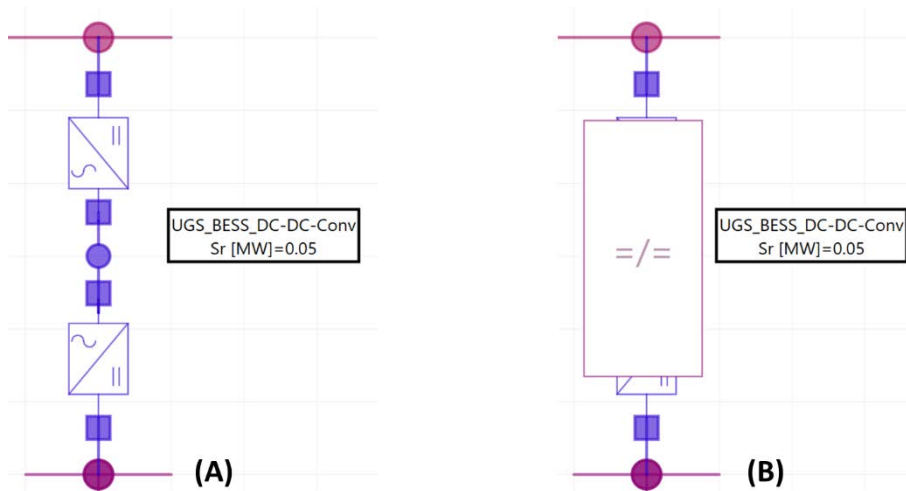 UGS_BESS_DC-DC-Conv
Sr [MW]=0.05
=/=
UGS_BESS_DC-DC-Conv
Sr [MW]=0.05
(A)
(B)